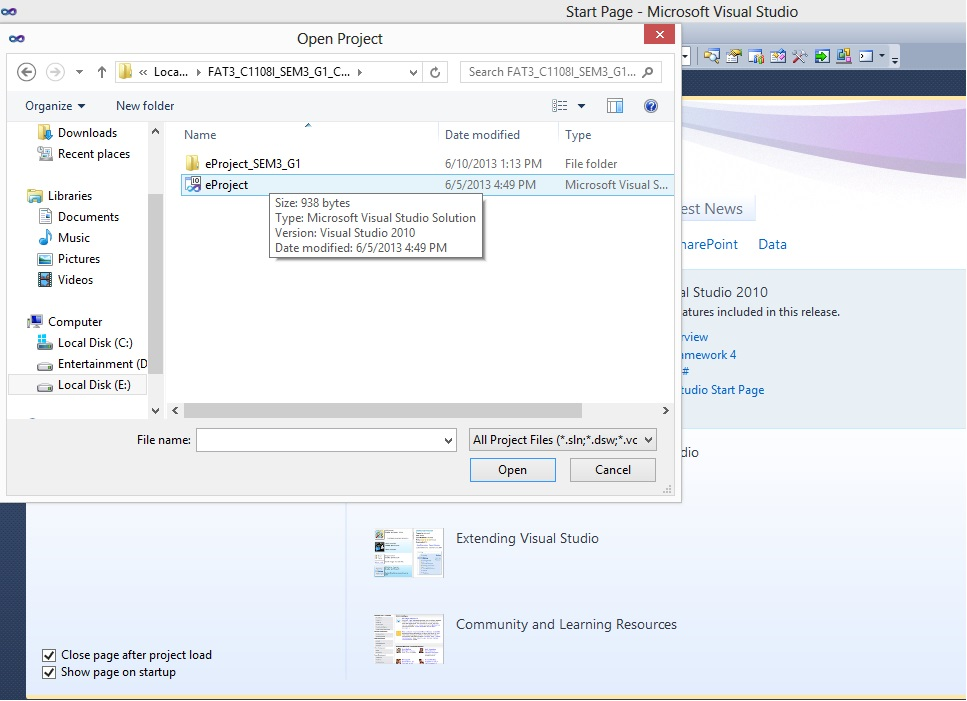 Start Page - Microsoft Visual Studio
Open Project
« Loca... FAT3_C1108I_SEM3_G1_C...
Search FAT3_C1108I_SEM3_G1...
Organize
New folder
Name
Date modified
Type
Downloads
Recent places
Libraries
Documents
Music
Pictures
Videos
Computer
Local Disk (C:)
Entertainment (D
Local Disk (E:)
eProject_SEM3_G1 6/10/2013 1:13 PM File folder
eProject 6/5/2013 4:49 PM Microsoft Visual S...
Size: 938 bytes
Type: Microsoft Visual Studio Solution
Version: Visual Studio 2010
Date modified: 6/5/2013 4:49 PM
File name:
All Project Files (*.sln;*.dsw;*.vc
Open
Cancel
est News
harePoint Data
al Studio 2010
atures included in this release.
rview
amework 4
#
tudio Start Page
dio
Extending Visual Studio
Community and Learning Resources
Close page after project load
Show page on startup